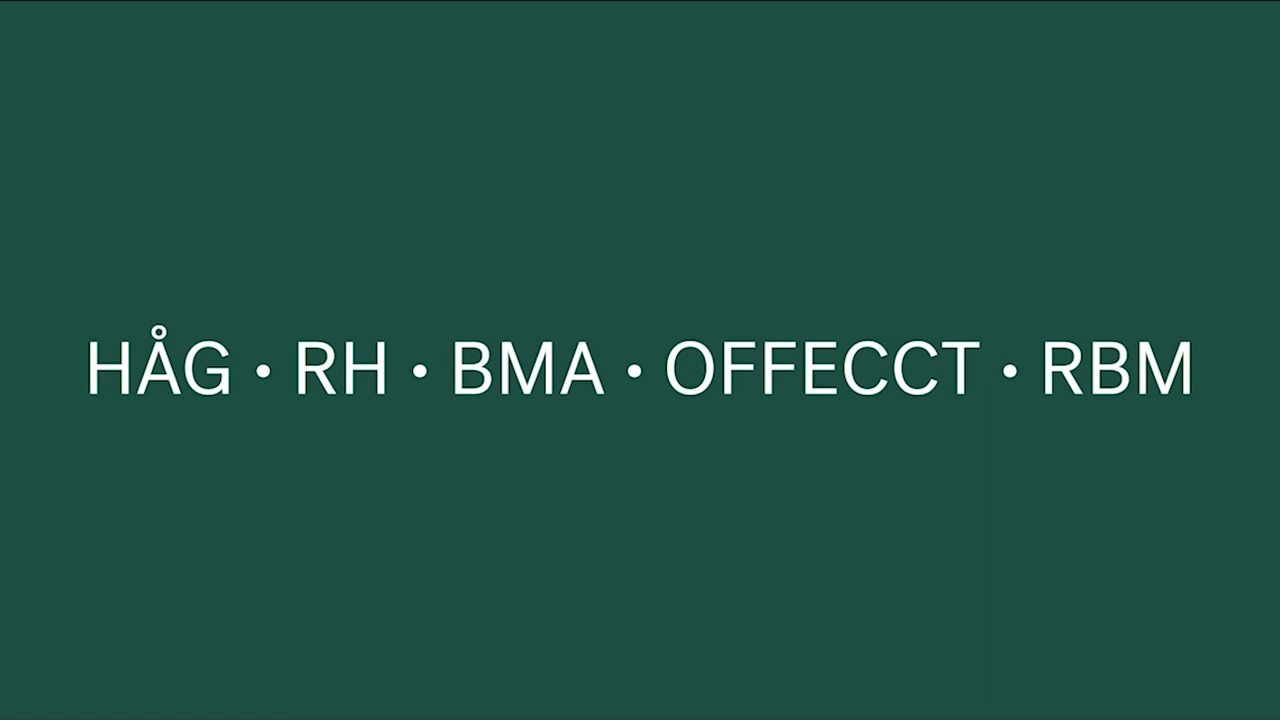 HÅG • RH • BMA • OFFECCT • RBM